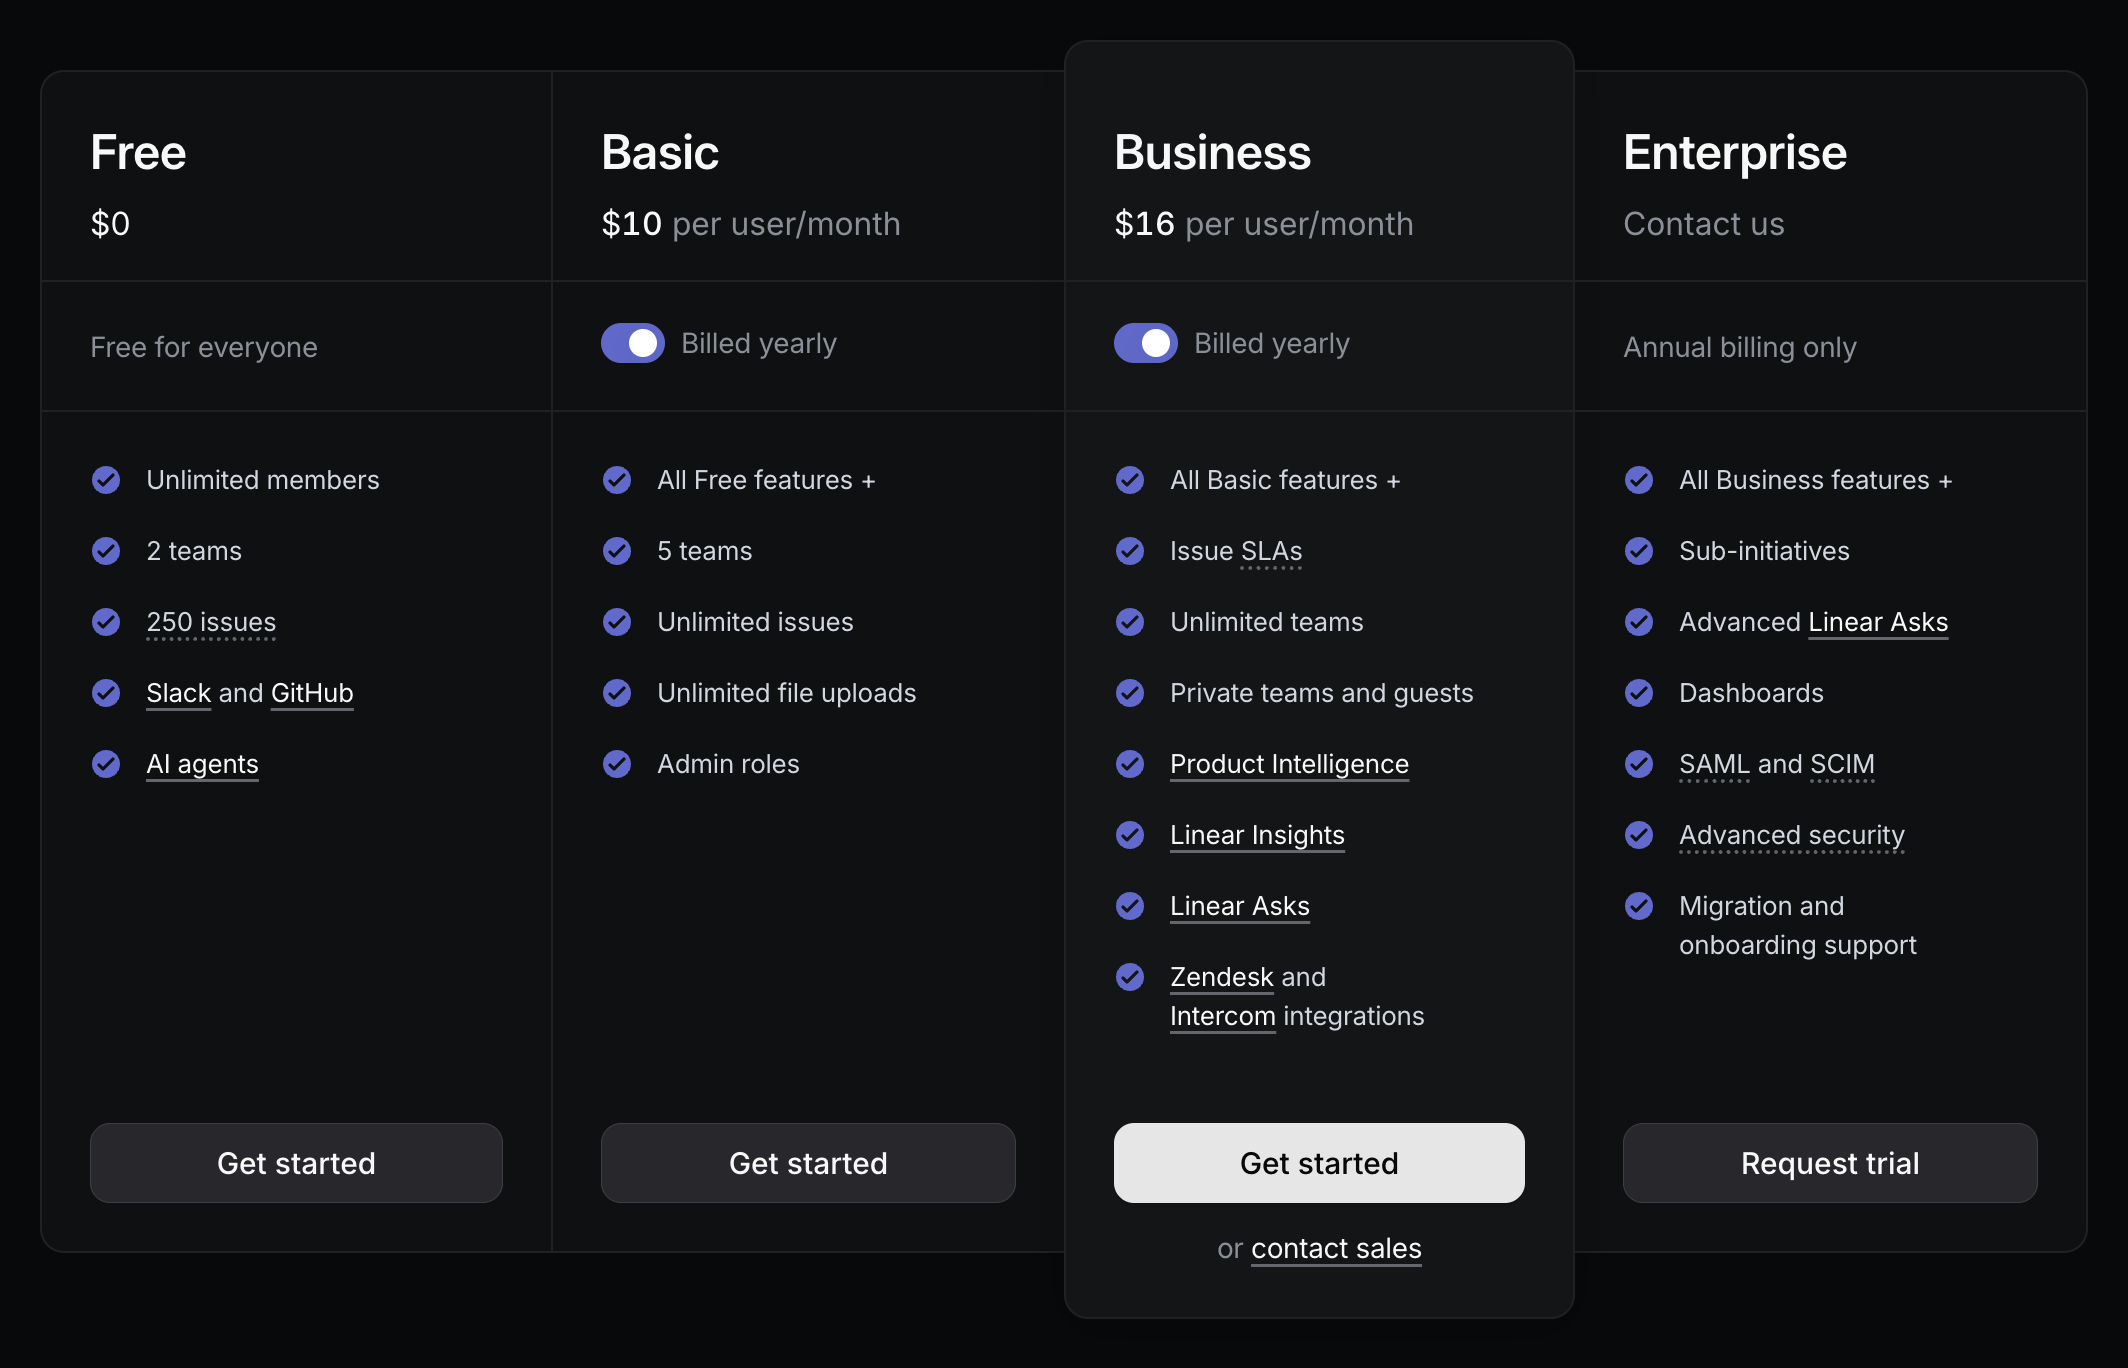 Free
$0
Free for everyone
Unlimited members
2 teams
250 issues
Slack and GitHub
AI agents
Get started
Basic
$10 per user/month
Billed yearly
All Free features +
5 teams
Unlimited issues
Unlimited file uploads
Admin roles
Get started
Business
$16 per user/month
Billed yearly
All Basic features +
Issue SLAs
Unlimited teams
Private teams and guests
Product Intelligence
Linear Insights
Linear Asks
Zendesk and
Intercom integrations
Get started
or contact sales
Enterprise
Contact us
Annual billing only
All Business features +
Sub-initiatives
Advanced Linear Asks
Dashboards
SAML and SCIM
Advanced security
Migration and
onboarding support
Request trial